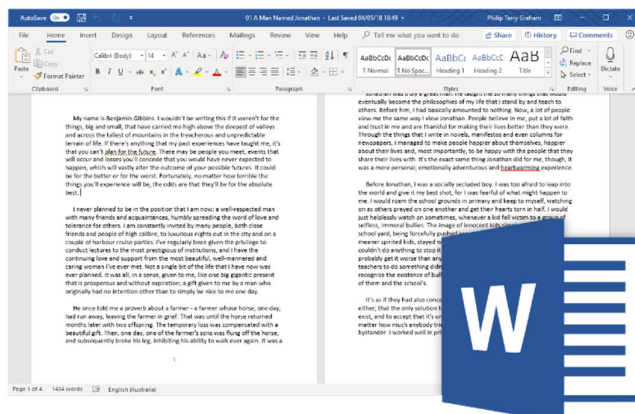 AutoSave On
01 A Man Named Jonathan - Last Saved 04/05/18 18:49
Philip Terry Graham
File Home Insert Design Layout References Mailings Review View Help Tell me what you want to do Share History Comments
Paste
Cut
Copy
Format Painter
Clipboard
Calibri (Body) 14
Font
Paragraph
AaBbCcDc AaBbCcDc AaBbCc AaBbCcC AaB
¶ Normal ¶ No Spac... Heading 1 Heading 2 Title
Styles
Find
Replace
Select
Editing
Dictate
Voice
My name is Benjamin Gibbins. I wouldn't be writing this if it weren't for the
things, big and small, that have carried me high above the deepest of valleys
and across the tallest of mountains in the treacherous and unpredictable
terrain of life. If there's anything that my past experiences have taught me, it's
that you can't plan for the future. There may be people you meet, events that
will occur and losses you'll concede that you would have never expected to
happen, which will vastly alter the outcome of your possible futures. It could
be for the better or for the worst. Fortunately, no matter how terrible the
things you'll experience will be, the odds are that they'll be for the absolute
best.
I never planned to be in the position that I am now; a well-respected man
with many friends and acquaintances, humbly spreading the word of love and
tolerance for others. I am constantly invited by many people, both close
friends and people of high calibre, to luxurious nights out in the city and on a
couple of harbour cruise parties. I've regularly been given the privilege to
conduct lectures to the most prestigious of institutions, and I have the
continuing love and support from the most beautiful, well-mannered and
caring women I've ever met. Not a single bit of the life that I have now was
ever planned. It was all, in a sense, given to me, like one big gigantic present
that is prosperous and without expiration; a gift given to me by a man who
originally had no intention other than to simply be nice to me one day.
He once told me a proverb about a farmer - a farmer whose horse, one day,
had run away, leaving the farmer in grief. That was until the horse returned
months later with two offspring. The temporary loss was compensated with a
beautiful gift. Then, one day, one of the farmer's sons was flung off the horse,
and subsequently broke his leg, inhibiting his ability to walk ever again. It was a
1
eventually become the philosophies of my life that I stand by and teach to
others. Before him, I had basically amounted to nothing. Now, a lot of people
view me the same way I view Jonathan. People believe in me, put a lot of faith
and trust in me and are thankful for making their lives better than they were.
Through the things that I write in novels, manifestos and even columns for
newspapers, I managed to make people happier about themselves, happier
about their lives and, most importantly, to be happy with the people that they
share their lives with. It's the exact same thing Jonathan did for me, though, it
was a more personal, emotionally adventurous and heartwarming experience.
Before Jonathan, I was a socially secluded boy. I was too afraid to leap into
the world and give it my best shot, for I was fearful of what might happen to
me. I would roam the school grounds in primary and keep to myself, watching
on as others preyed on one another and get their hearts torn in half. I would
just helplessly watch on sometimes, whenever a kid fell victim to a group of
selfless, immoral bullies. The image of innocent kids
school yard, being forcefully pushed
meaner spirited kids, stayed w
couldn't do anything to stop it
probably get it worse than any
teachers to do something
recognise the existence of
of them and the school's.
It's as if they had also
either; that the only solution
exist, and to accept that it's
matter how much anybody
bystander. I worked well in
W
Page 1 of 4 1434 words English (Australia)